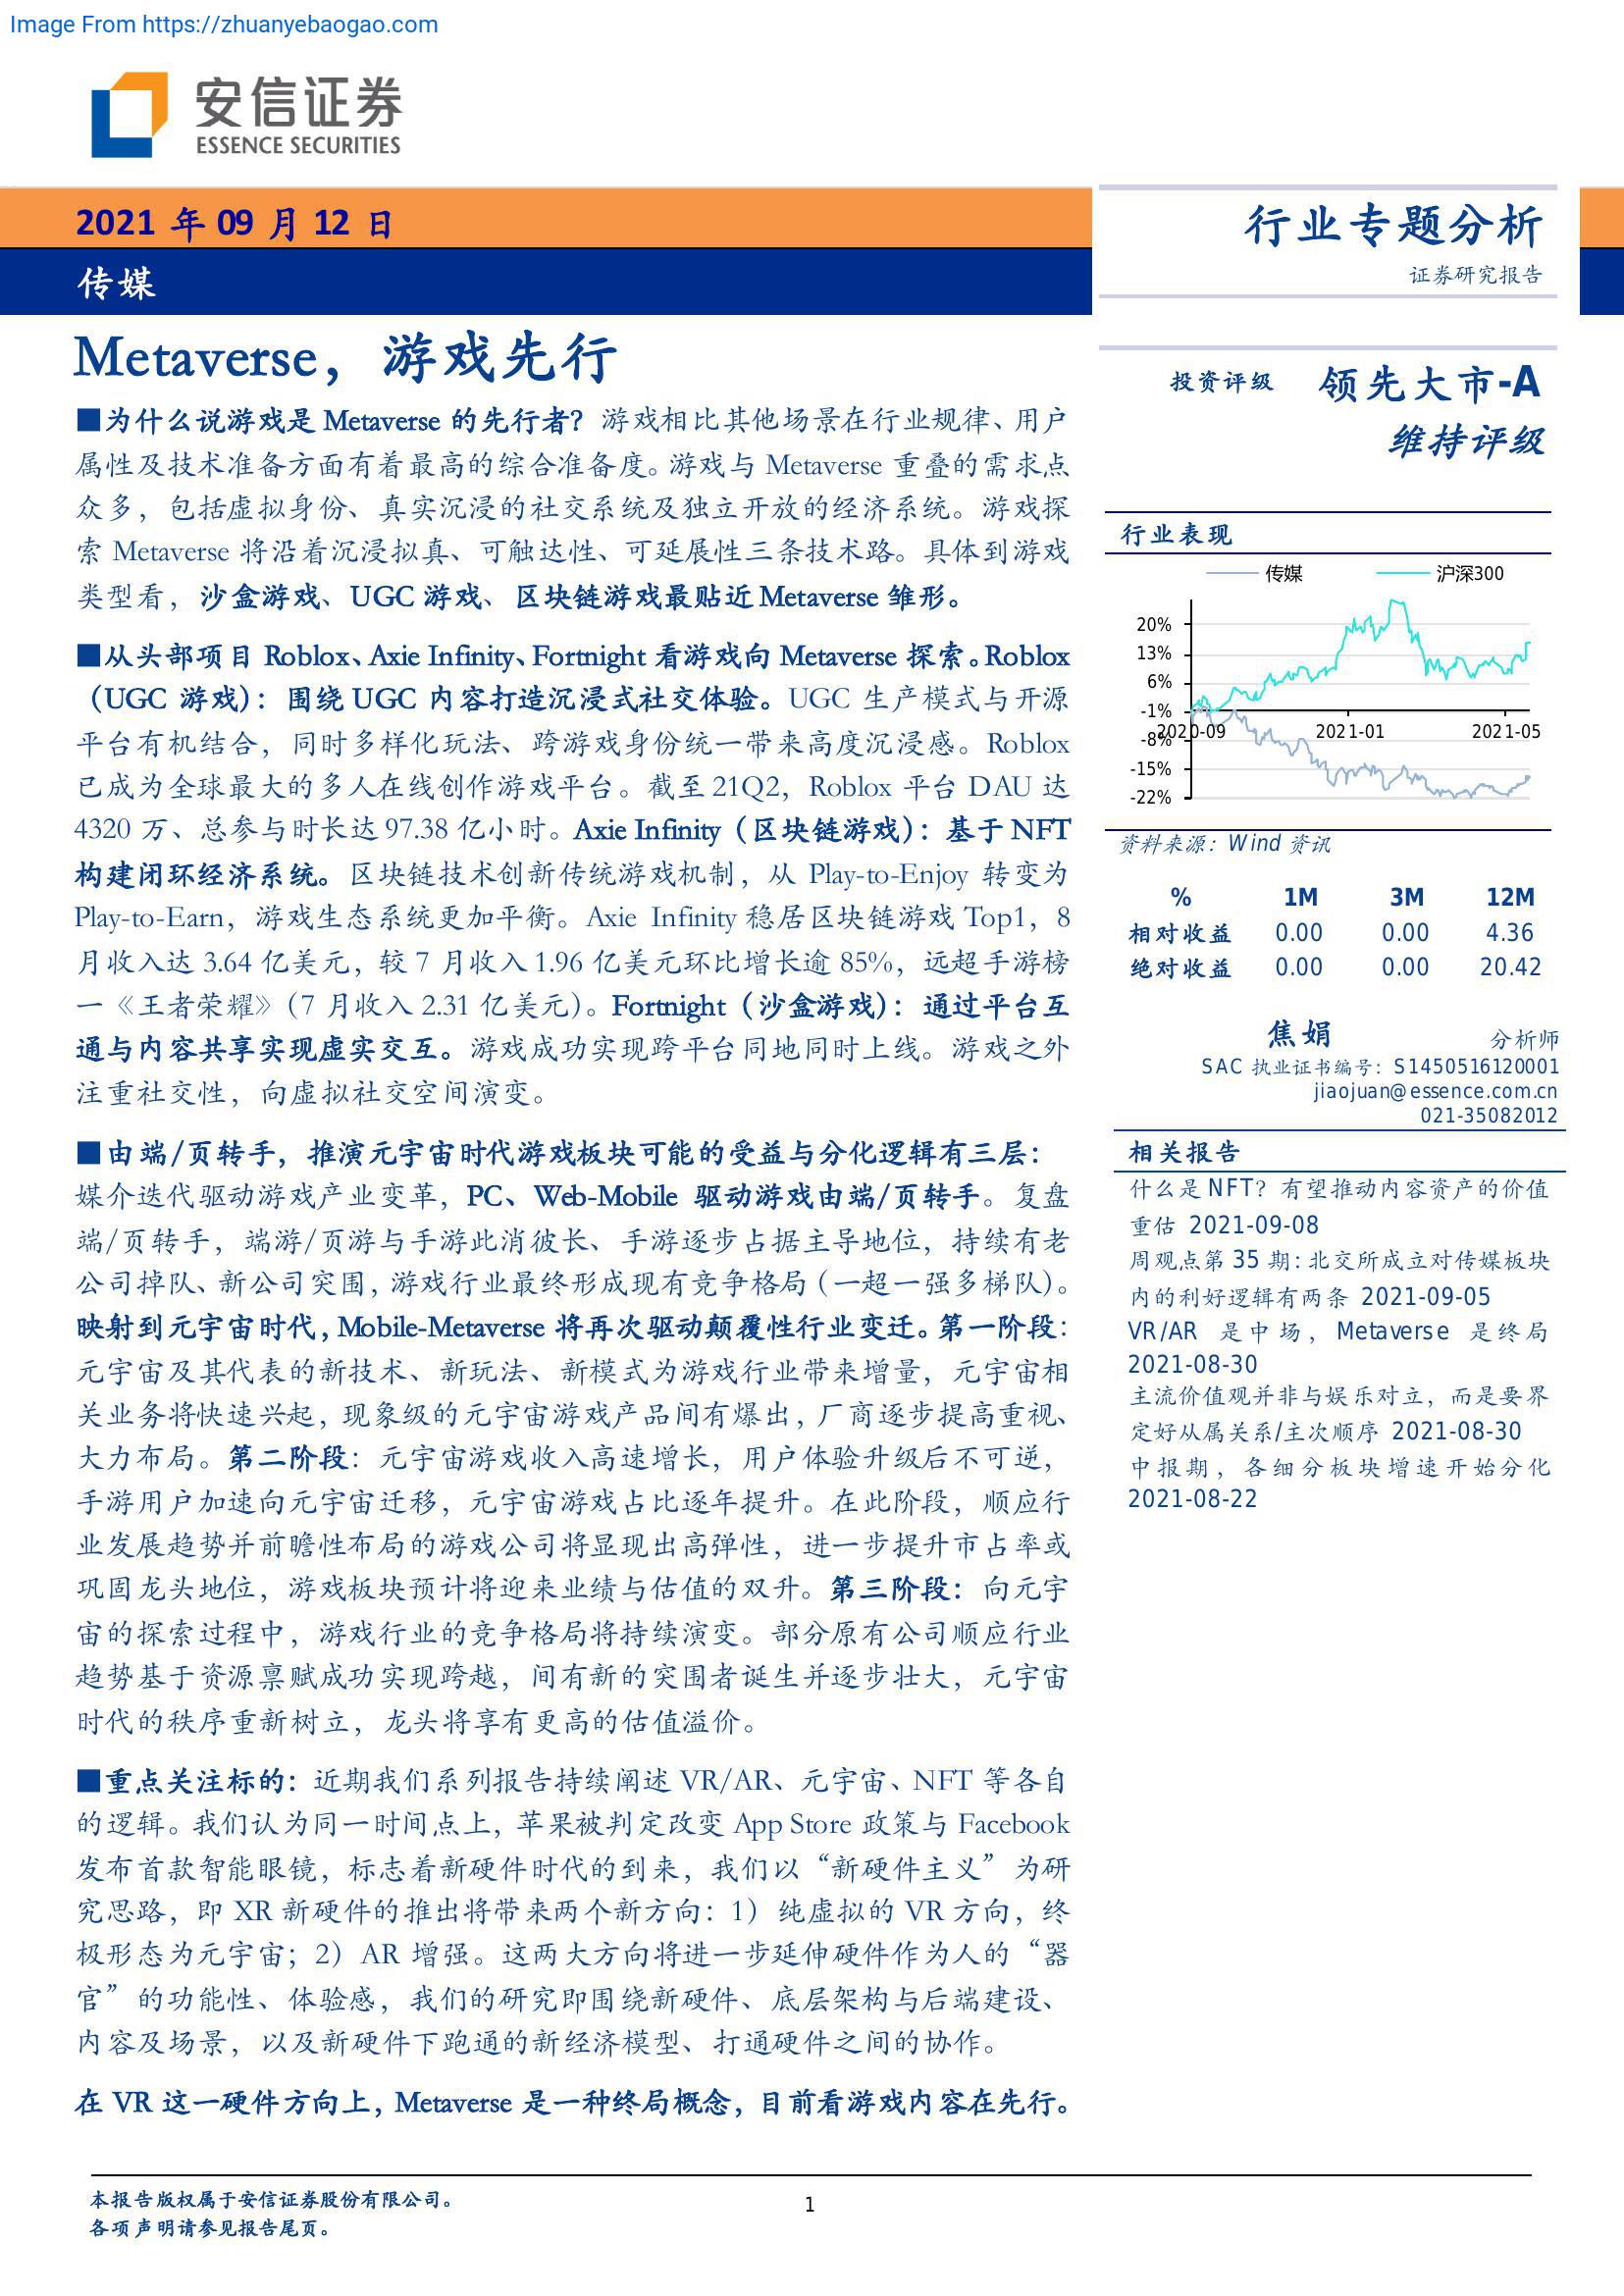 Image From https://zhuanyebaogao.com
安信证券
ESSENCE SECURITIES
2021 年 09 月 12 日
传媒
行业专题分析
证券研究报告
Metaverse，游戏先行
■为什么说游戏是 Metaverse 的先行者？游戏相比其他场景在行业规律、用户
属性及技术准备方面有着最高的综合准备度。游戏与 Metaverse 重叠的需求点
众多，包括虚拟身份、真实沉浸的社交系统及独立开放的经济系统。游戏探
索 Metaverse 将沿着沉浸拟真、可触达性、可延展性三条技术路。具体到游戏
类型看，沙盒游戏、UGC 游戏、区块链游戏最贴近 Metaverse 雏形。
■从头部项目 Roblox、Axie Infinity、Fortnight 看游戏向 Metaverse 探索。Roblox
（UGC 游戏）：围绕 UGC 内容打造沉浸式社交体验。UGC 生产模式与开源
平台有机结合，同时多样化玩法、跨游戏身份统一带来高度沉浸感。Roblox
已成为全球最大的多人在线创作游戏平台。截至 21Q2，Roblox 平台 DAU 达
4320 万、总参与时长达 97.38 亿小时。Axie Infinity（区块链游戏）：基于 NFT
构建闭环经济系统。区块链技术创新传统游戏机制，从 Play-to-Enjoy 转变为
Play-to-Earn，游戏生态系统更加平衡。Axie Infinity 稳居区块链游戏 Top1，8
月收入达 3.64 亿美元，较 7 月收入 1.96 亿美元环比增长逾 85%，远超手游榜
一《王者荣耀》（7 月收入 2.31 亿美元）。Fortnight（沙盒游戏）：通过平台互
通与内容共享实现虚实交互。游戏成功实现跨平台同地同时上线。游戏之外
注重社交性，向虚拟社交空间演变。
■由端/页转手，推演元宇宙时代游戏板块可能的受益与分化逻辑有三层：
媒介迭代驱动游戏产业变革，PC、Web-Mobile 驱动游戏由端/页转手。复盘
端/页转手，端游/页游与手游此消彼长、手游逐步占据主导地位，持续有老
公司掉队、新公司突围，游戏行业最终形成现有竞争格局（一超一强多梯队）。
映射到元宇宙时代，Mobile-Metaverse 将再次驱动颠覆性行业变迁。第一阶段：
元宇宙及其代表的新技术、新玩法、新模式为游戏行业带来增量，元宇宙相
关业务将快速兴起，现象级的元宇宙游戏产品间有爆出，厂商逐步提高重视、
大力布局。第二阶段：元宇宙游戏收入高速增长，用户体验升级后不可逆，
手游用户加速向元宇宙迁移，元宇宙游戏占比逐年提升。在此阶段，顺应行
业发展趋势并前瞻性布局的游戏公司将显现出高弹性，进一步提升市占率或
巩固龙头地位，游戏板块预计将迎来业绩与估值的双升。第三阶段：向元宇
宙的探索过程中，游戏行业的竞争格局将持续演变。部分原有公司顺应行业
趋势基于资源禀赋成功实现跨越，间有新的突围者诞生并逐步壮大，元宇宙
时代的秩序重新树立，龙头将享有更高的估值溢价。
■重点关注标的：近期我们系列报告持续阐述 VR/AR、元宇宙、NFT 等各自
的逻辑。我们认为同一时间点上，苹果被判定改变 App Store 政策与 Facebook
发布首款智能眼镜，标志着新硬件时代的到来，我们以“新硬件主义”为研
究思路，即 XR 新硬件的推出将带来两个新方向：1）纯虚拟的 VR 方向，终
极形态为元宇宙；2）AR 增强。这两大方向将进一步延伸硬件作为人的“器
官”的功能性、体验感，我们的研究即围绕新硬件、底层架构与后端建设、
内容及场景，以及新硬件下跑通的新经济模型、打通硬件之间的协作。
在 VR 这一硬件方向上，Metaverse 是一种终局概念，目前看游戏内容在先行。
投资评级 领先大市-A
维持评级
行业表现
传媒 沪深300
20%
13%
6%
-1%
2020-09 2021-01 2021-05
-8%
-15%
-22%
资料来源：Wind 资讯
% 1M 3M 12M
相对收益 0.00 0.00 4.36
绝对收益 0.00 0.00 20.42
焦娟 分析师
SAC 执业证书编号：S1450516120001
jiaojuan@essence.com.cn
021-35082012
相关报告
什么是 NFT？有望推动内容资产的价值
重估 2021-09-08
周观点第 35 期：北交所成立对传媒板块
内的利好逻辑有两条 2021-09-05
VR/AR 是中场，Metaverse 是终局
2021-08-30
主流价值观并非与娱乐对立，而是要界
定好从属关系/主次顺序 2021-08-30
中报期，各细分板块增速开始分化
2021-08-22
本报告版权属于安信证券股份有限公司。
各项声明请参见报告尾页。
1